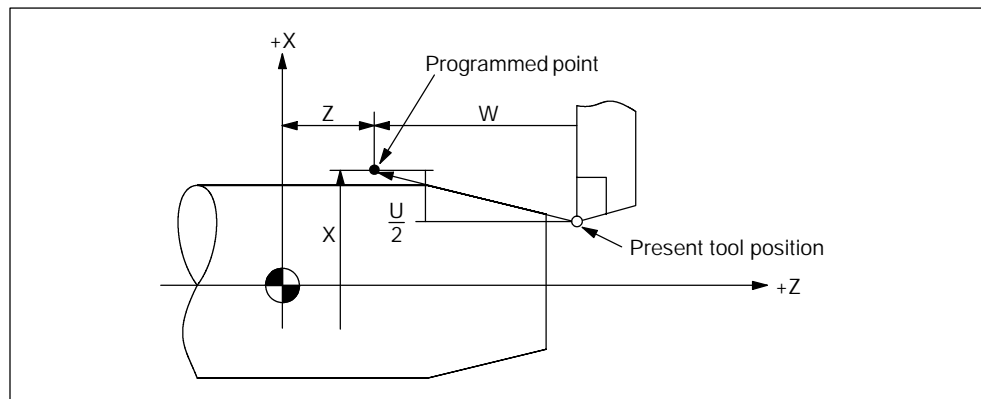 +X
Programmed point
Z
W
U
2
X
Present tool position
+Z